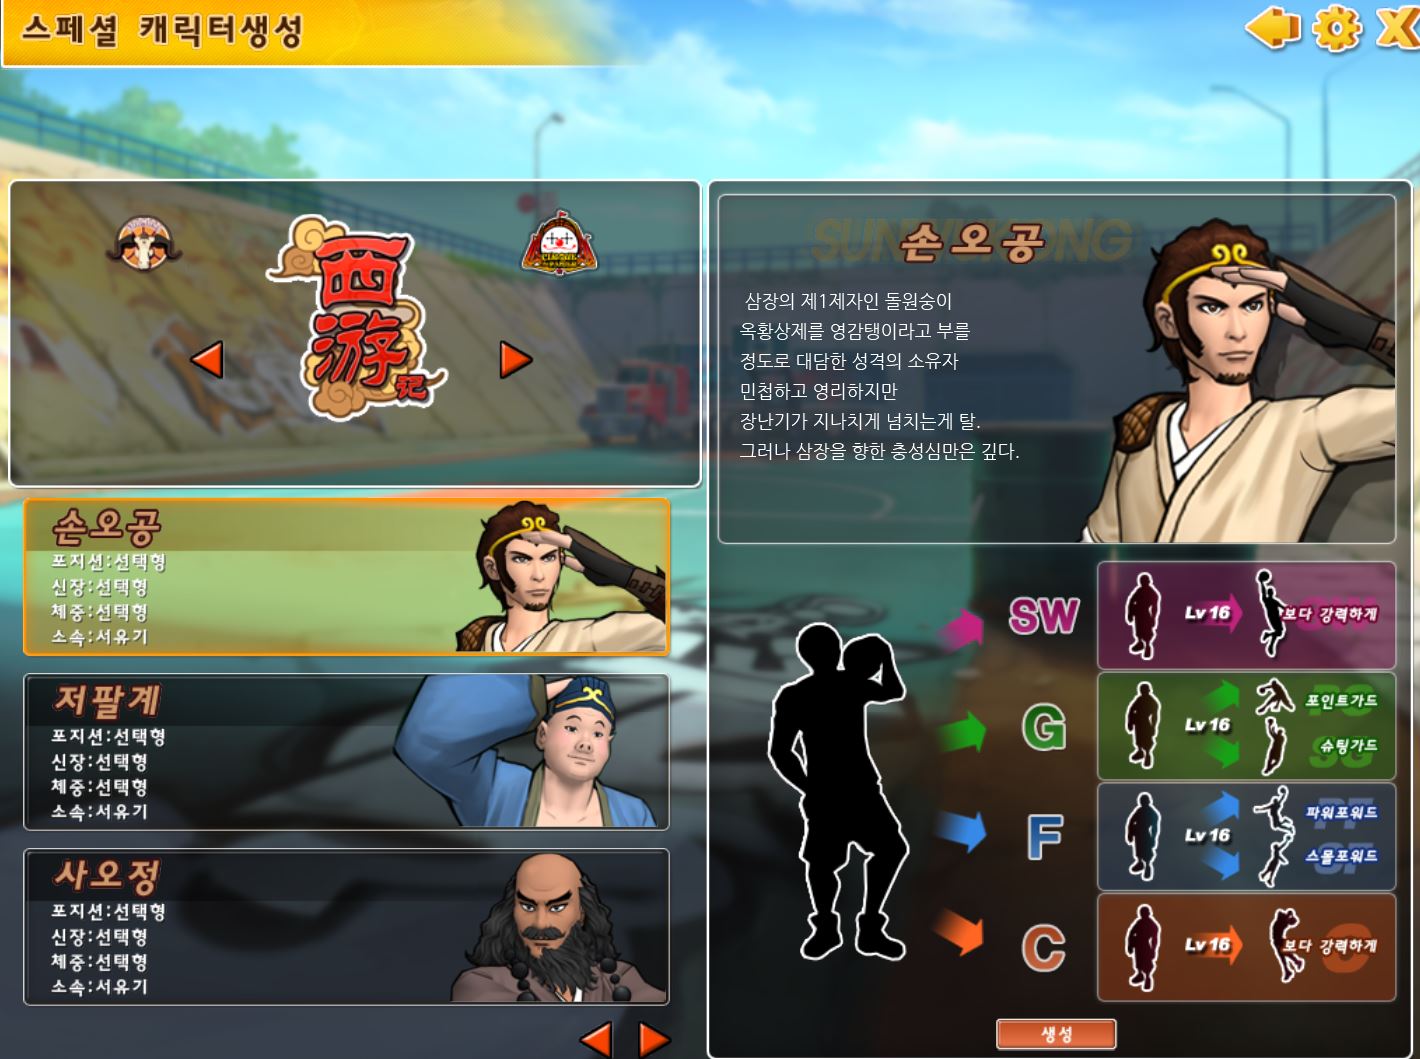 스페셜 캐릭터생성
西
游
记
손오공
포지션:선택형
신장:선택형
체중:선택형
소속:서유기
저팔계
포지션:선택형
신장:선택형
체중:선택형
소속:서유기
사오정
포지션:선택형
신장:선택형
체중:선택형
소속:서유기
손오공
삼장의 제1제자인 돌원숭이
옥황상제를 영감탱이라고 부를
정도로 대담한 성격의 소유자
민첩하고 영리하지만
장난기가 지나치게 넘치는게 탈.
그러나 삼장을 향한 충성심만은 깊다.
SW
Lv 16
보다 강력하게
G
Lv 16
포인트가드
PG
슈팅가드
SG
F
Lv 16
파워포워드
PF
스몰포워드
SF
C
Lv 16
보다 강력하게
C
생성